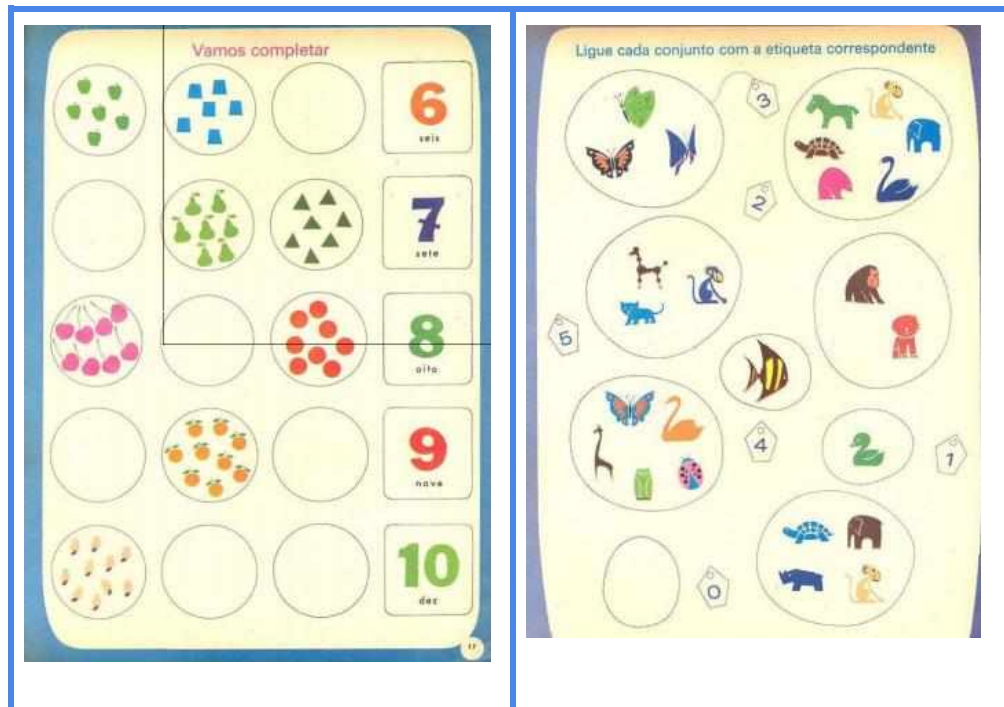 Vamos completar
6
seis
7
sete
8
oito
9
nove
10
dez
17
Ligue cada conjunto com a etiqueta correspondente
3
2
5
4
1
0